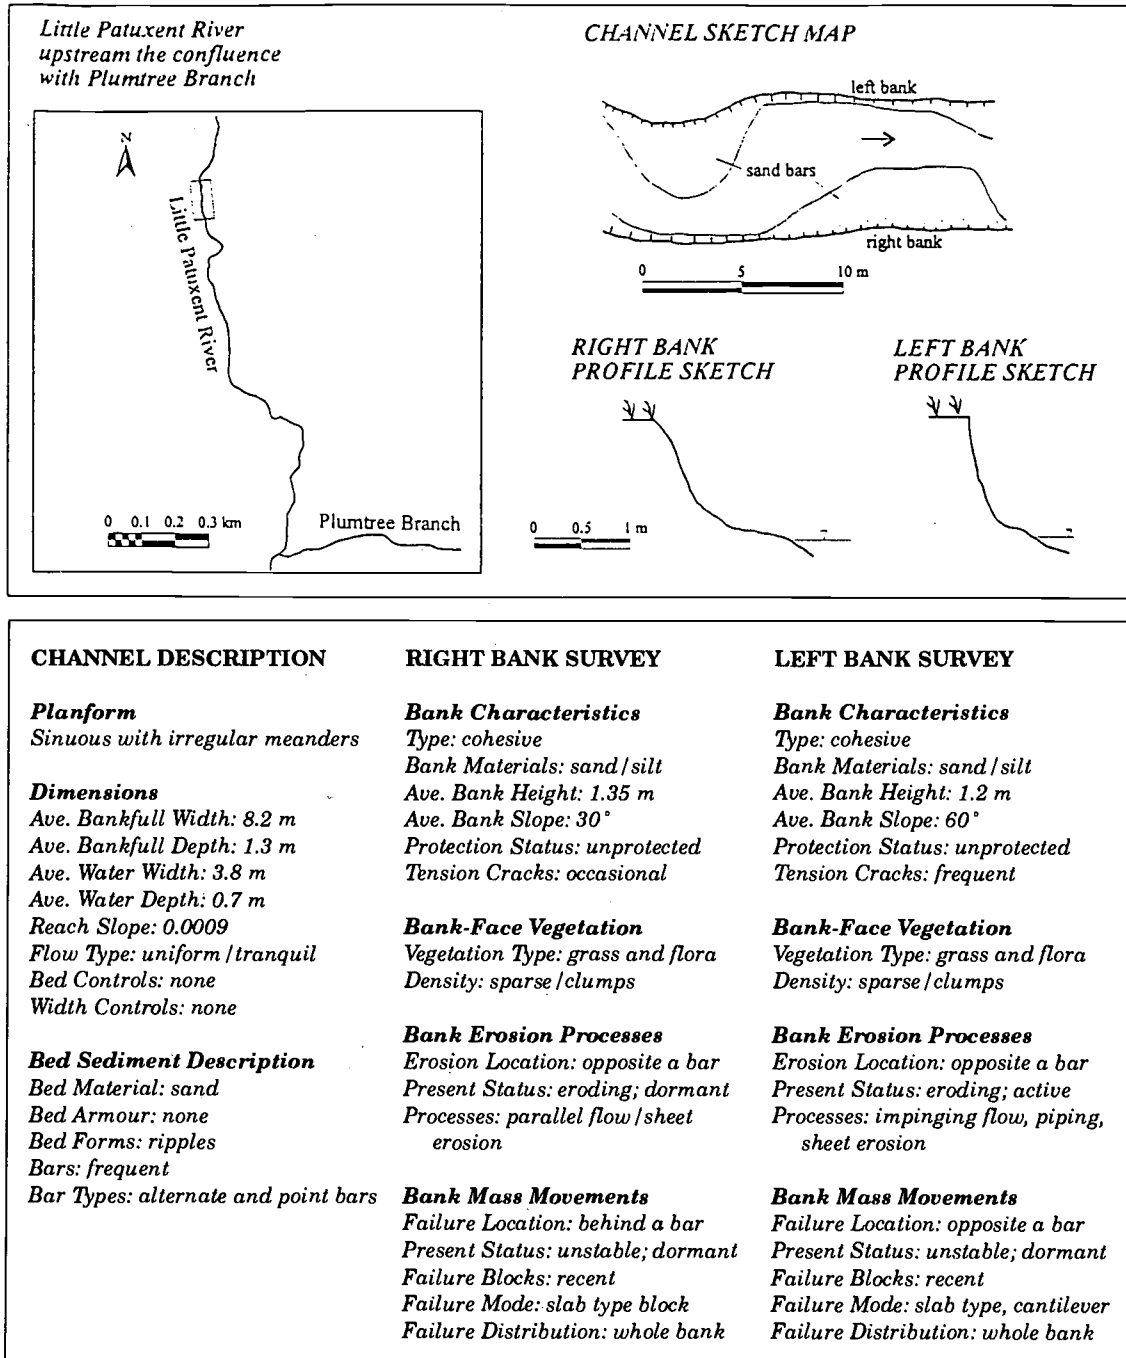 Little Patuxent River
upstream the confluence
with Plumtree Branch
N
Little Patuxent River
0 0.1 0.2 0.3 km
Plumtree Branch
CHANNEL SKETCH MAP
left bank
sand bars
right bank
0 5 10 m
RIGHT BANK
PROFILE SKETCH
0 0.5 1 m
LEFT BANK
PROFILE SKETCH
CHANNEL DESCRIPTION
Planform
Sinuous with irregular meanders
Dimensions
Ave. Bankfull Width: 8.2 m
Ave. Bankfull Depth: 1.3 m
Ave. Water Width: 3.8 m
Ave. Water Depth: 0.7 m
Reach Slope: 0.0009
Flow Type: uniform/tranquil
Bed Controls: none
Width Controls: none
Bed Sediment Description
Bed Material: sand
Bed Armour: none
Bed Forms: ripples
Bars: frequent
Bar Types: alternate and point bars
RIGHT BANK SURVEY
Bank Characteristics
Type: cohesive
Bank Materials: sand/silt
Ave. Bank Height: 1.35 m
Ave. Bank Slope: 30°
Protection Status: unprotected
Tension Cracks: occasional
Bank-Face Vegetation
Vegetation Type: grass and flora
Density: sparse/clumps
Bank Erosion Processes
Erosion Location: opposite a bar
Present Status: eroding; dormant
Processes: parallel flow/sheet
erosion
Bank Mass Movements
Failure Location: behind a bar
Present Status: unstable; dormant
Failure Blocks: recent
Failure Mode: slab type block
Failure Distribution: whole bank
LEFT BANK SURVEY
Bank Characteristics
Type: cohesive
Bank Materials: sand/silt
Ave. Bank Height: 1.2 m
Ave. Bank Slope: 60°
Protection Status: unprotected
Tension Cracks: frequent
Bank-Face Vegetation
Vegetation Type: grass and flora
Density: sparse/clumps
Bank Erosion Processes
Erosion Location: opposite a bar
Present Status: eroding; active
Processes: impinging flow, piping,
sheet erosion
Bank Mass Movements
Failure Location: opposite a bar
Present Status: unstable; dormant
Failure Blocks: recent
Failure Mode: slab type, cantilever
Failure Distribution: whole bank